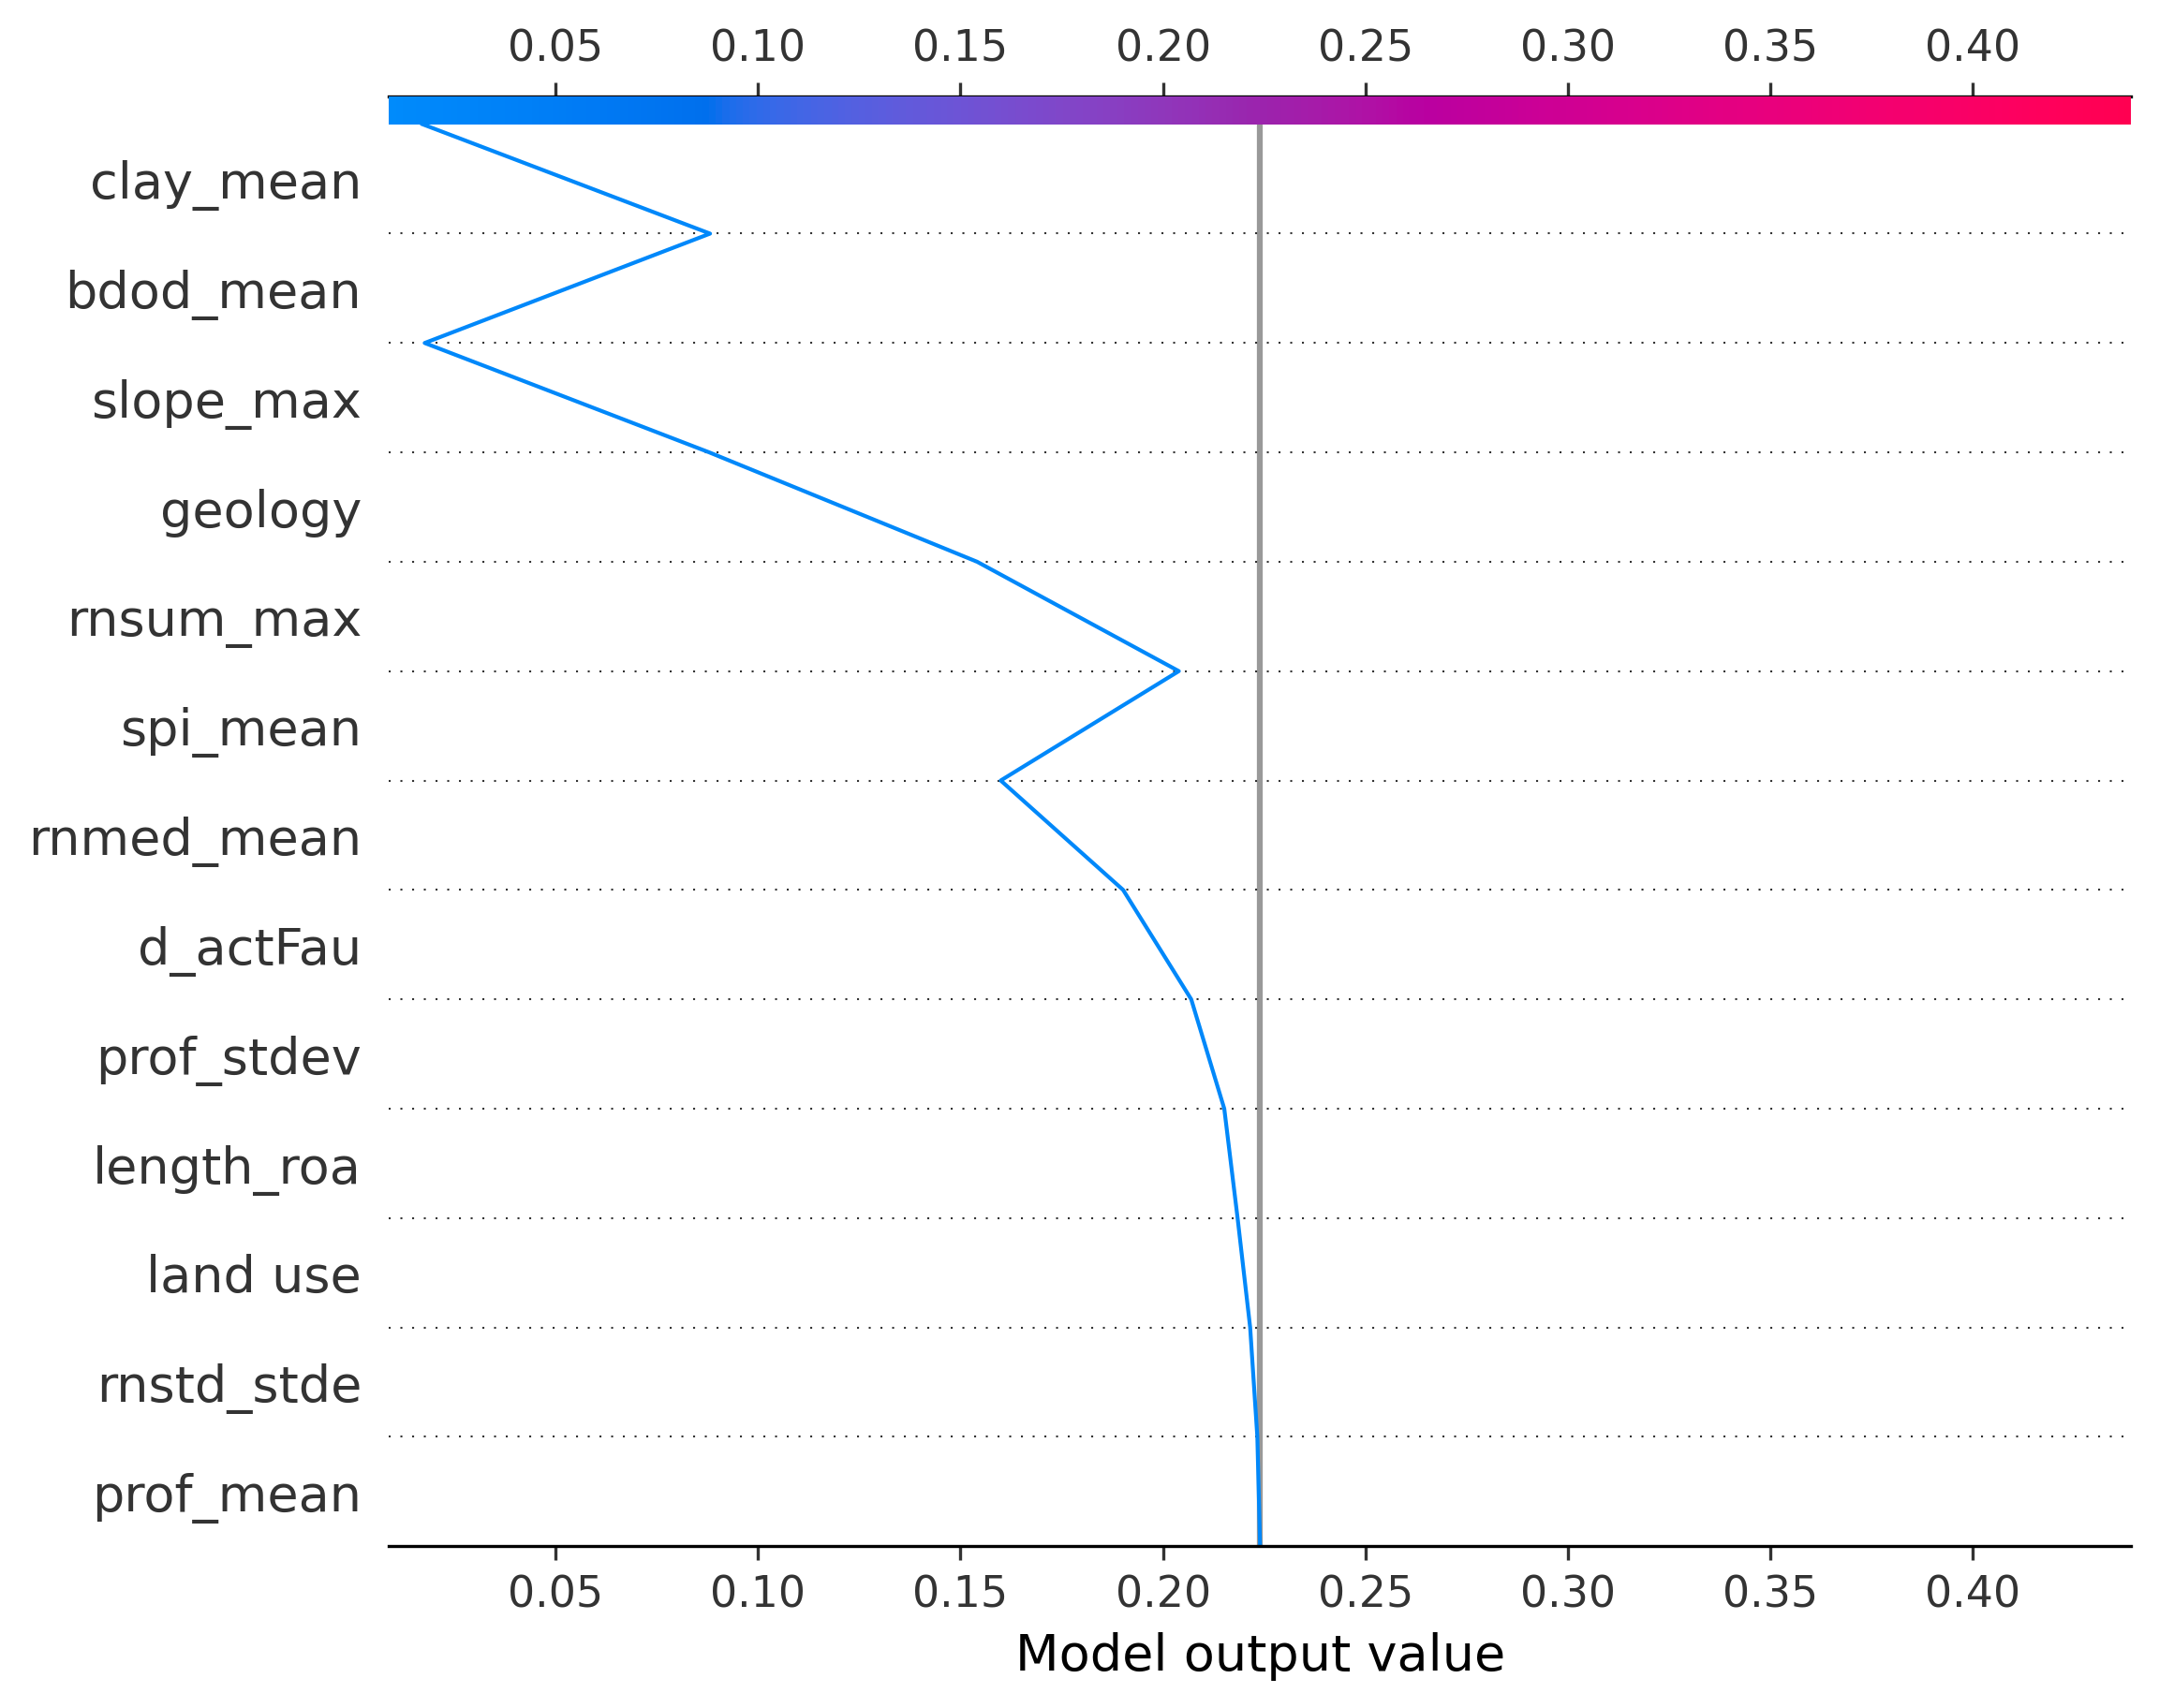 0.05 0.10 0.15 0.20 0.25 0.30 0.35 0.40
clay_mean
bdod_mean
slope_max
geology
rnsum_max
spi_mean
rnmed_mean
d_actFau
prof_stdev
length_roa
land use
rnstd_stde
prof_mean
0.05 0.10 0.15 0.20 0.25 0.30 0.35 0.40
Model output value